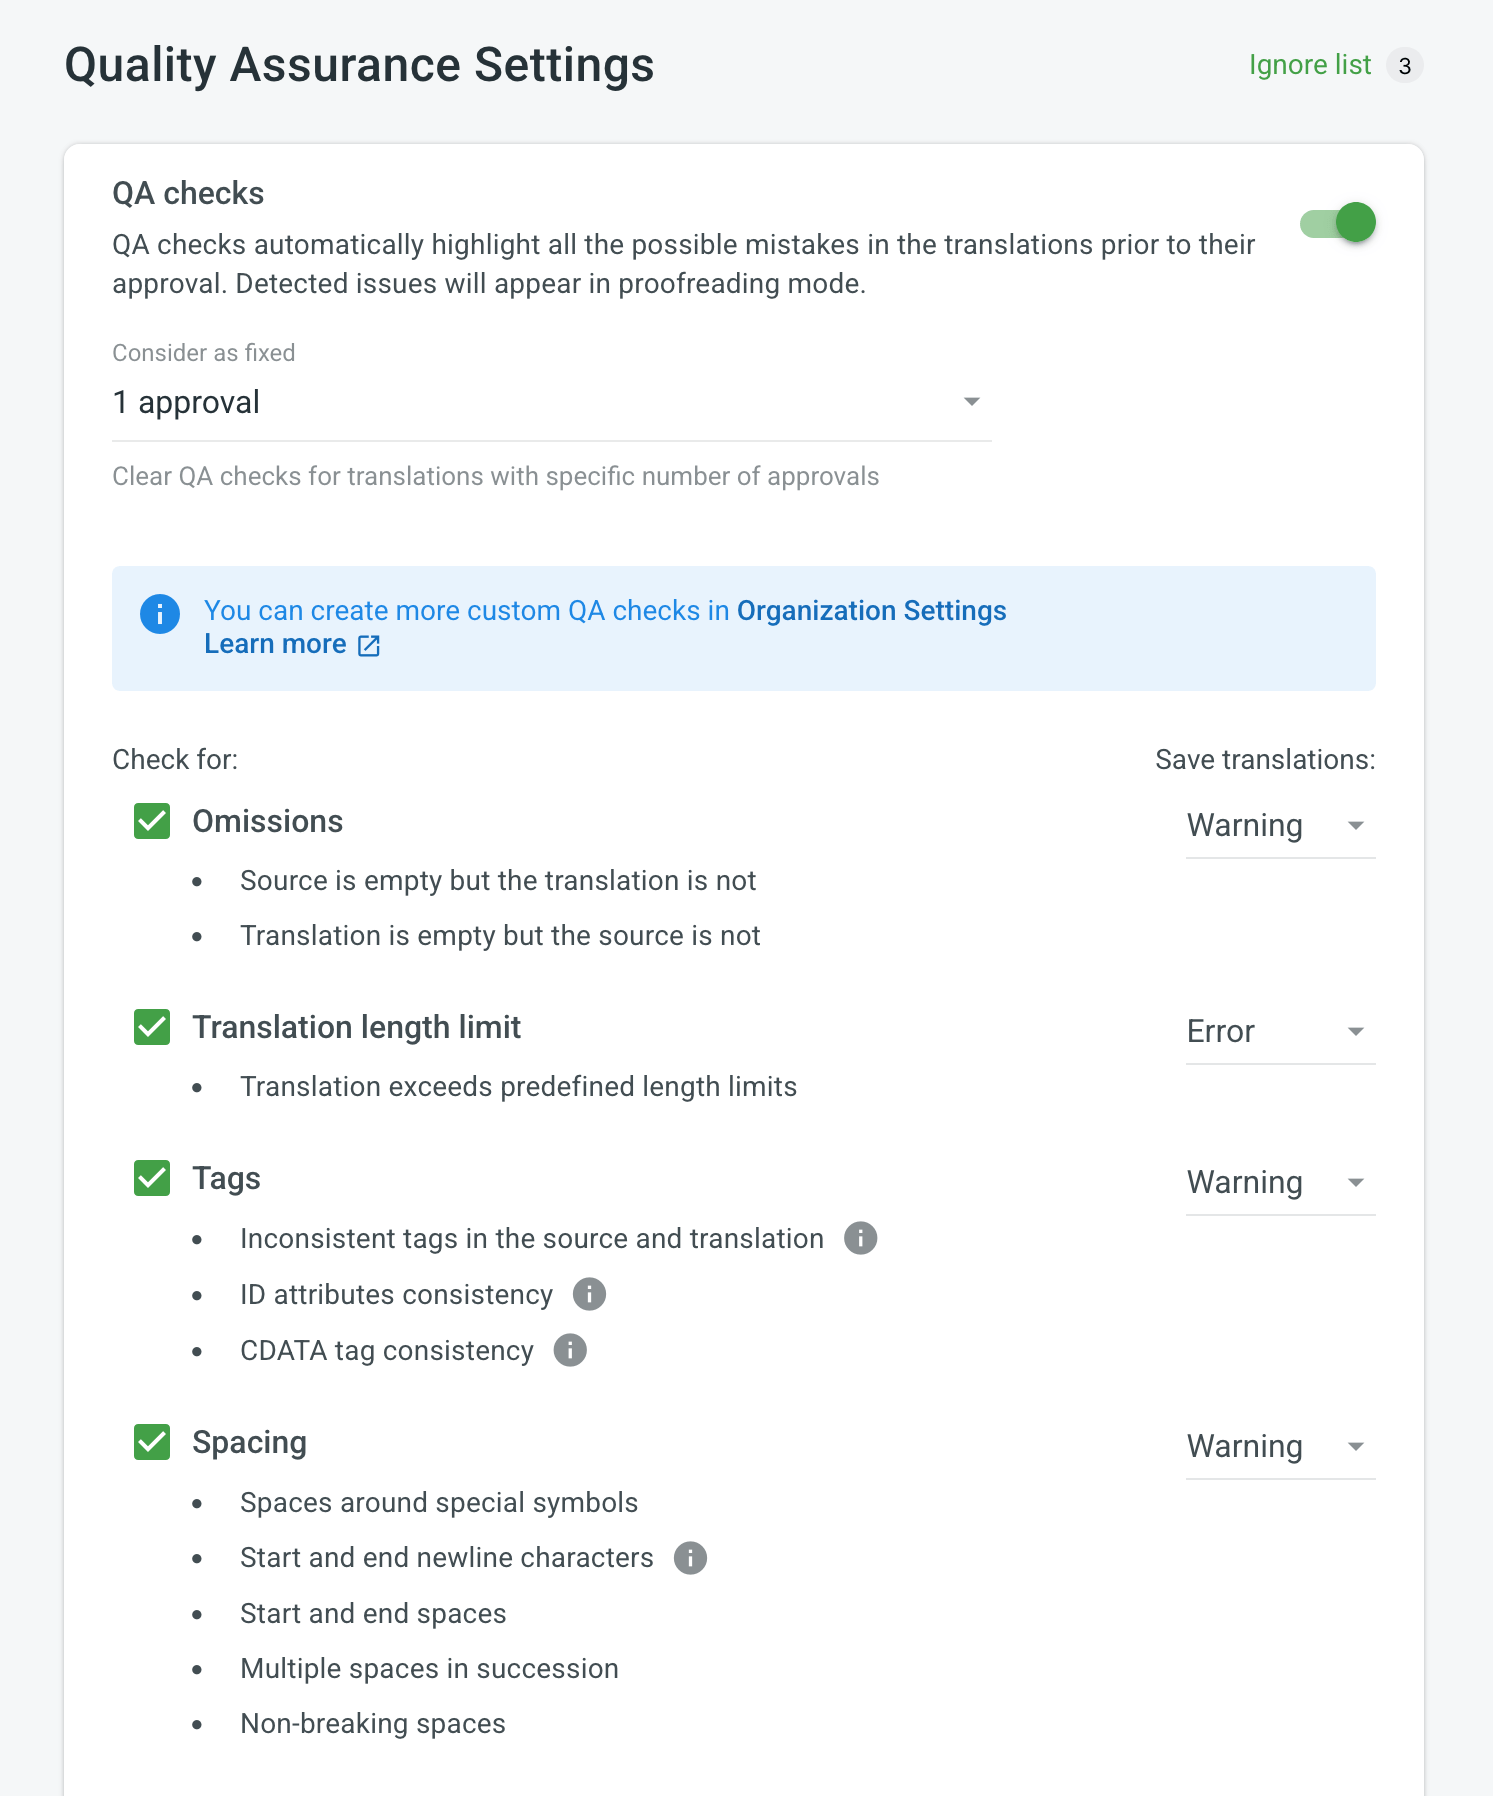 Quality Assurance Settings
Ignore list 3
QA checks
QA checks automatically highlight all the possible mistakes in the translations prior to their
approval. Detected issues will appear in proofreading mode.
Consider as fixed
1 approval
Clear QA checks for translations with specific number of approvals
You can create more custom QA checks in Organization Settings
Learn more
Check for:
Save translations:
Omissions
Warning
Source is empty but the translation is not
Translation is empty but the source is not
Translation length limit
Error
Translation exceeds predefined length limits
Tags
Warning
Inconsistent tags in the source and translation
ID attributes consistency
CDATA tag consistency
Spacing
Warning
Spaces around special symbols
Start and end newline characters
Start and end spaces
Multiple spaces in succession
Non-breaking spaces